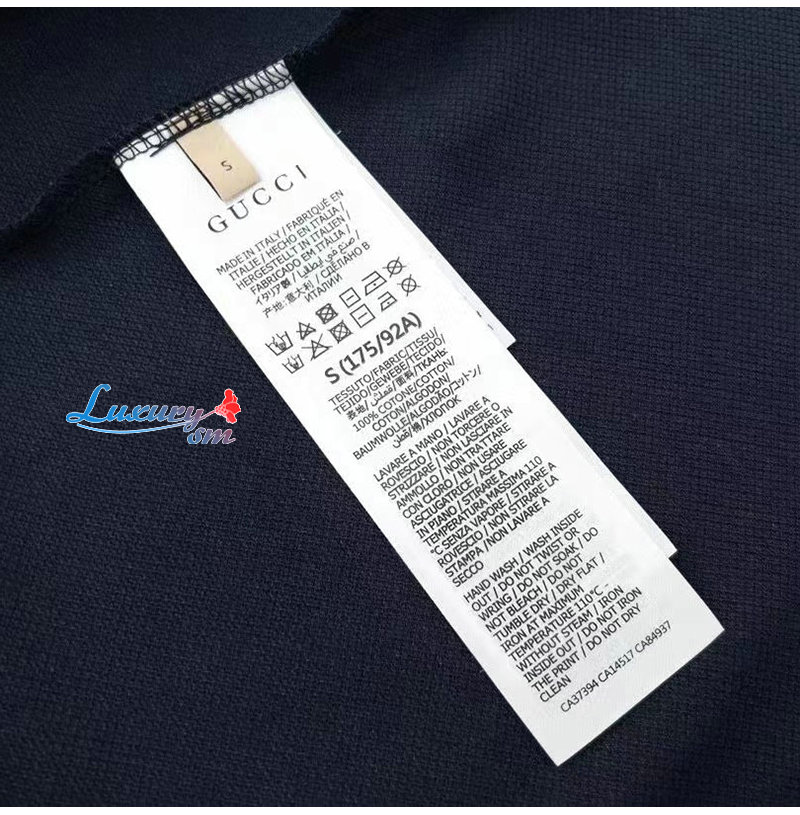 S
GUCCI
MADE IN ITALY / FABRIQUÉ EN
ITALIE / HECHO EN ITALIA /
HERGESTELLT IN ITALIEN /
FABRICADO EM ITÁLIA /
イタリア製 / صنع في إيطاليا /
产地: 意大利 / СДЕЛАНО В
ИТАЛИИ
S (175/92A)
TESSUTO/FABRIC/TISSU/
TEJIDO/GEWEBE/TECIDO/
表地/ قماش / 面料 /ТКАНЬ:
100% COTONE/COTTON/
COTON/ALGODON/
BAUMWOLLE/ALGODÃO/コットン/
قطن/棉/ХЛОПОК
LAVARE A MANO / LAVARE A
ROVESCIO / NON TORCERE O
STRIZZARE / NON LASCIARE IN
AMMOLLO / NON TRATTARE
CON CLORO / NON USARE
ASCIUGATRICE / ASCIUGARE
IN PIANO / STIRARE A
TEMPERATURA MASSIMA 110
°C SENZA VAPORE / STIRARE A
ROVESCIO / NON STIRARE LA
STAMPA /NON LAVARE A
SECCO
HAND WASH / WASH INSIDE
OUT / DO NOT TWIST OR
WRING / DO NOT SOAK / DO
NOT BLEACH / DO NOT
TUMBLE DRY / DRY FLAT /
IRON AT MAXIMUM
TEMPERATURE 110°C –
WITHOUT STEAM / IRON
INSIDE OUT / DO NOT IRON
THE PRINT / DO NOT DRY
CLEAN
CA37394 CA14517 CA84937
Luxury
sm